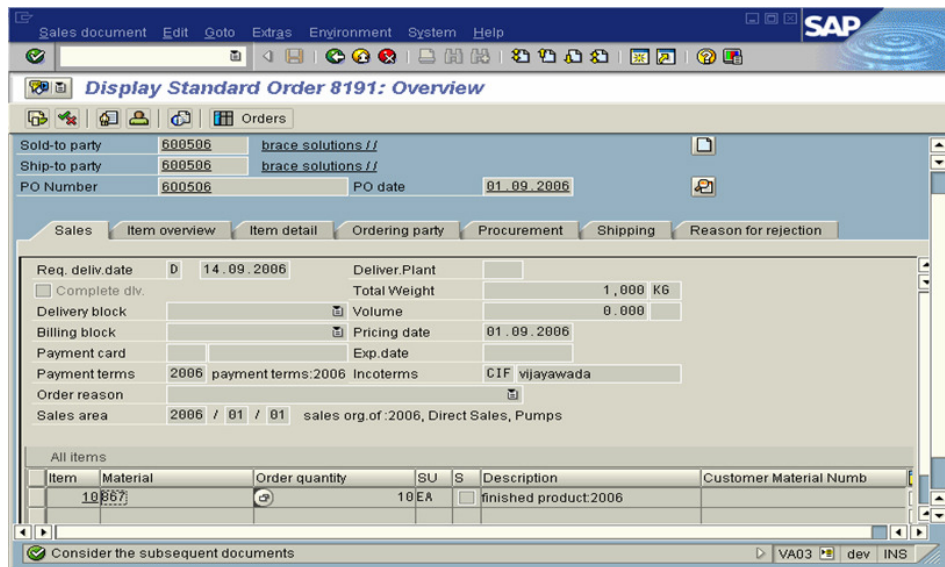 Sales document Edit Goto Extras Environment System Help
SAP
Display Standard Order 8191: Overview
Orders
Sold-to party 600506 brace solutions //
Ship-to party 600506 brace solutions //
PO Number 600506 PO date 01.09.2006
Sales Item overview Item detail Ordering party Procurement Shipping Reason for rejection
Req. deliv.date D 14.09.2006 Deliver.Plant
Complete dlv. Total Weight 1,000 KG
Delivery block Volume 0.000
Billing block Pricing date 01.09.2006
Payment card Exp.date
Payment terms 2006 payment terms:2006 Incoterms CIF vijayawada
Order reason
Sales area 2006 / 01 / 01 sales org.of:2006, Direct Sales, Pumps
All items
Item Material Order quantity SU S Description Customer Material Numb
10 867 10 EA finished product:2006
Consider the subsequent documents VA03 dev INS